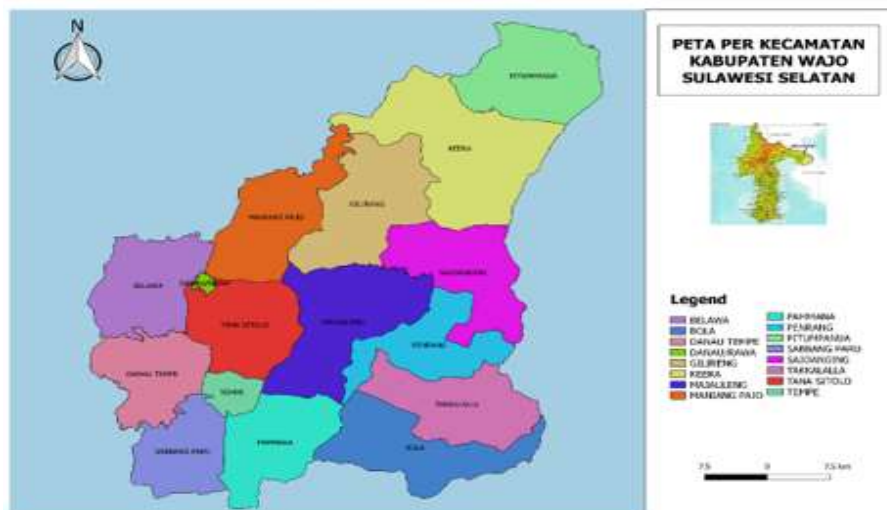 N
PETA PER KECAMATAN
KABUPATEN WAJO
SULAWESI SELATAN
PITUMPANUA
KEERA
GILIRENG
MANIANG PAJO
SAJOANGING
BELAWA
TANA SITOLO
MAJAULENG
PENRANG
DANAU TEMPE
TEMPE
TAKKALALLA
SABBANG PARU
PAMMANA
BOLA
Legend
BELAWA
BOLA
DANAU TEMPE
GILIRENG
KEERA
MAJAULENG
MANIANG PAJO
PAMMANA
PENRANG
PITUMPANUA
SABBANG PARU
SAJOANGING
TAKKALALLA
TANA SITOLO
TEMPE
7.5 0 7.5 km